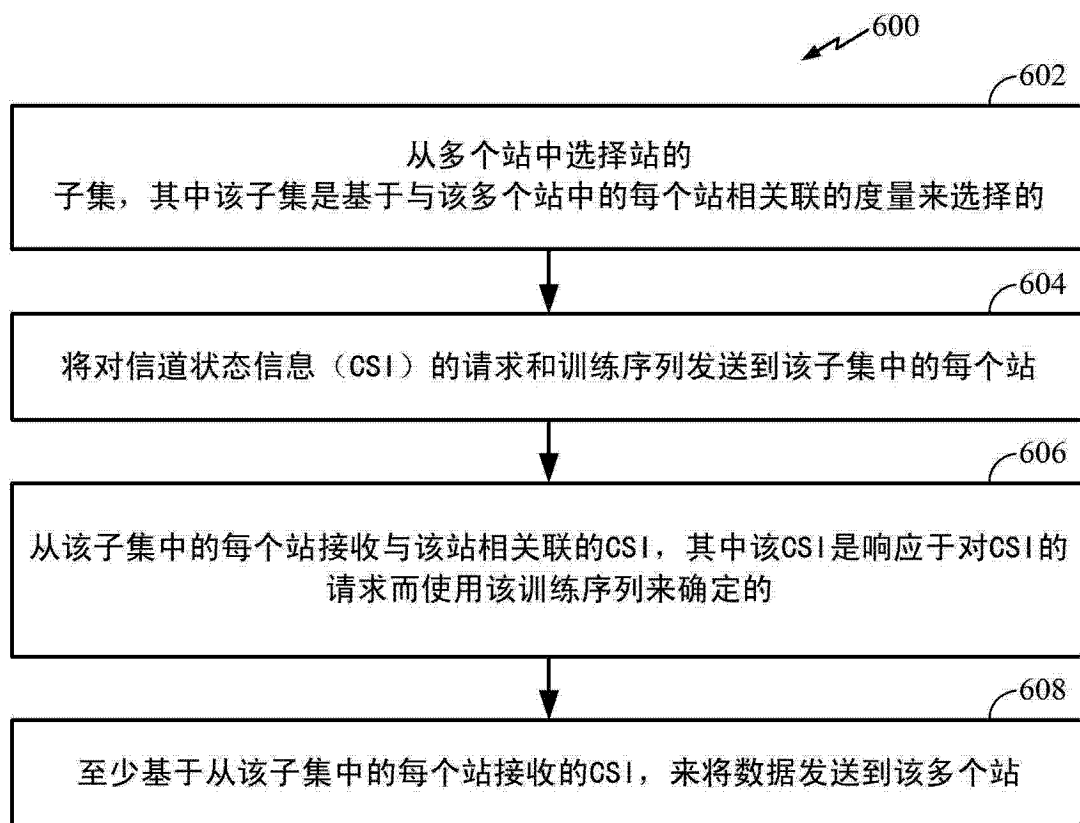 600
602
从多个站中选择站的
子集，其中该子集是基于与该多个站中的每个站相关联的度量来选择的
604
将对信道状态信息（CSI）的请求和训练序列发送到该子集中的每个站
606
从该子集中的每个站接收与该站相关联的CSI，其中该CSI是响应于对CSI的
请求而使用该训练序列来确定的
608
至少基于从该子集中的每个站接收的CSI，来将数据发送到该多个站